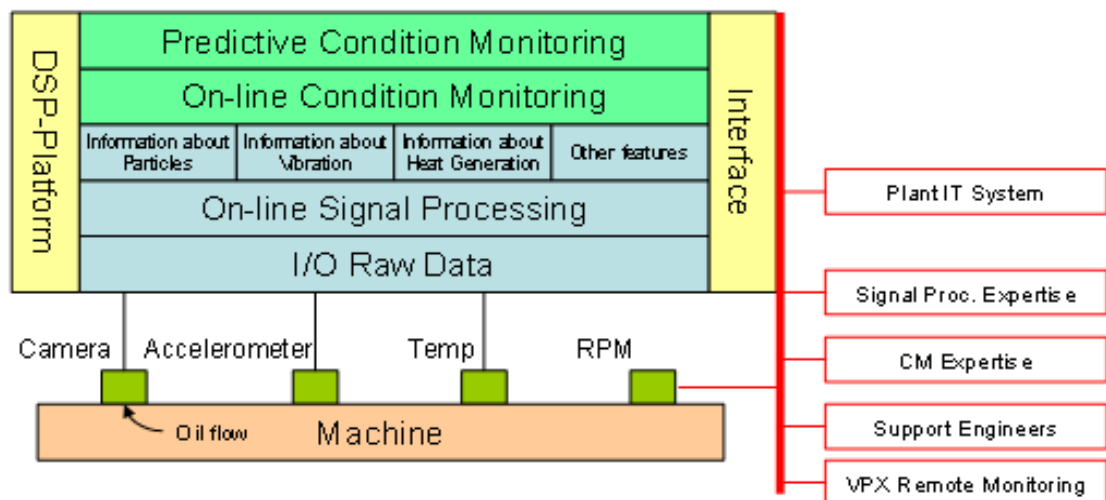 DSP-Platform
Predictive Condition Monitoring
On-line Condition Monitoring
Information about
Particles
Information about
Vibration
Information about
Heat Generation
Other features
On-line Signal Processing
I/O Raw Data
Interface
Plant IT System
Signal Proc. Expertise
CM Expertise
Support Engineers
VPX Remote Monitoring
Camera
Accelerometer
Temp
RPM
Oil flow
Machine